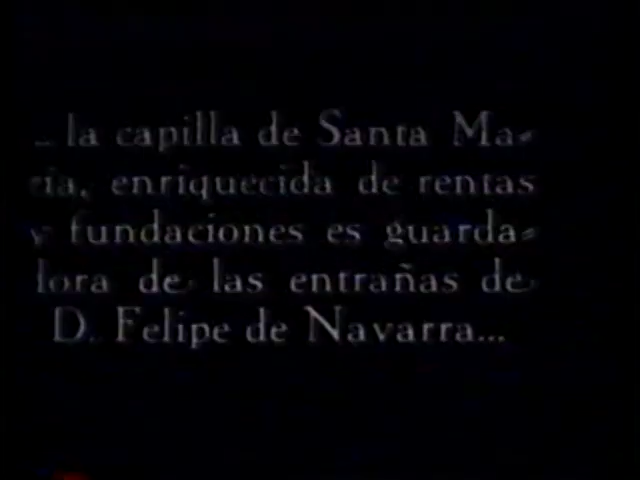 ... la capilla de Santa Ma-
ria, enriquecida de rentas
y fundaciones es guarda-
dora de las entrañas de
D. Felipe de Navarra...